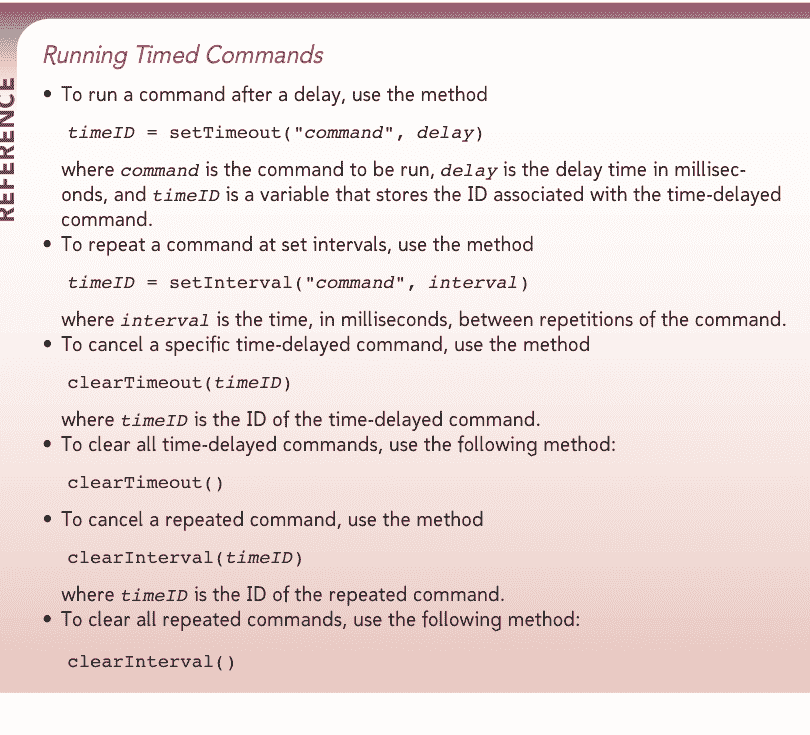 REFERENCE
Running Timed Commands
• To run a command after a delay, use the method
timeID = setTimeout("command", delay)
where command is the command to be run, delay is the delay time in millisec-
onds, and timeID is a variable that stores the ID associated with the time-delayed
command.
• To repeat a command at set intervals, use the method
timeID = setInterval("command", interval)
where interval is the time, in milliseconds, between repetitions of the command.
• To cancel a specific time-delayed command, use the method
clearTimeout(timeID)
where timeID is the ID of the time-delayed command.
• To clear all time-delayed commands, use the following method:
clearTimeout()
• To cancel a repeated command, use the method
clearInterval(timeID)
where timeID is the ID of the repeated command.
• To clear all repeated commands, use the following method:
clearInterval()